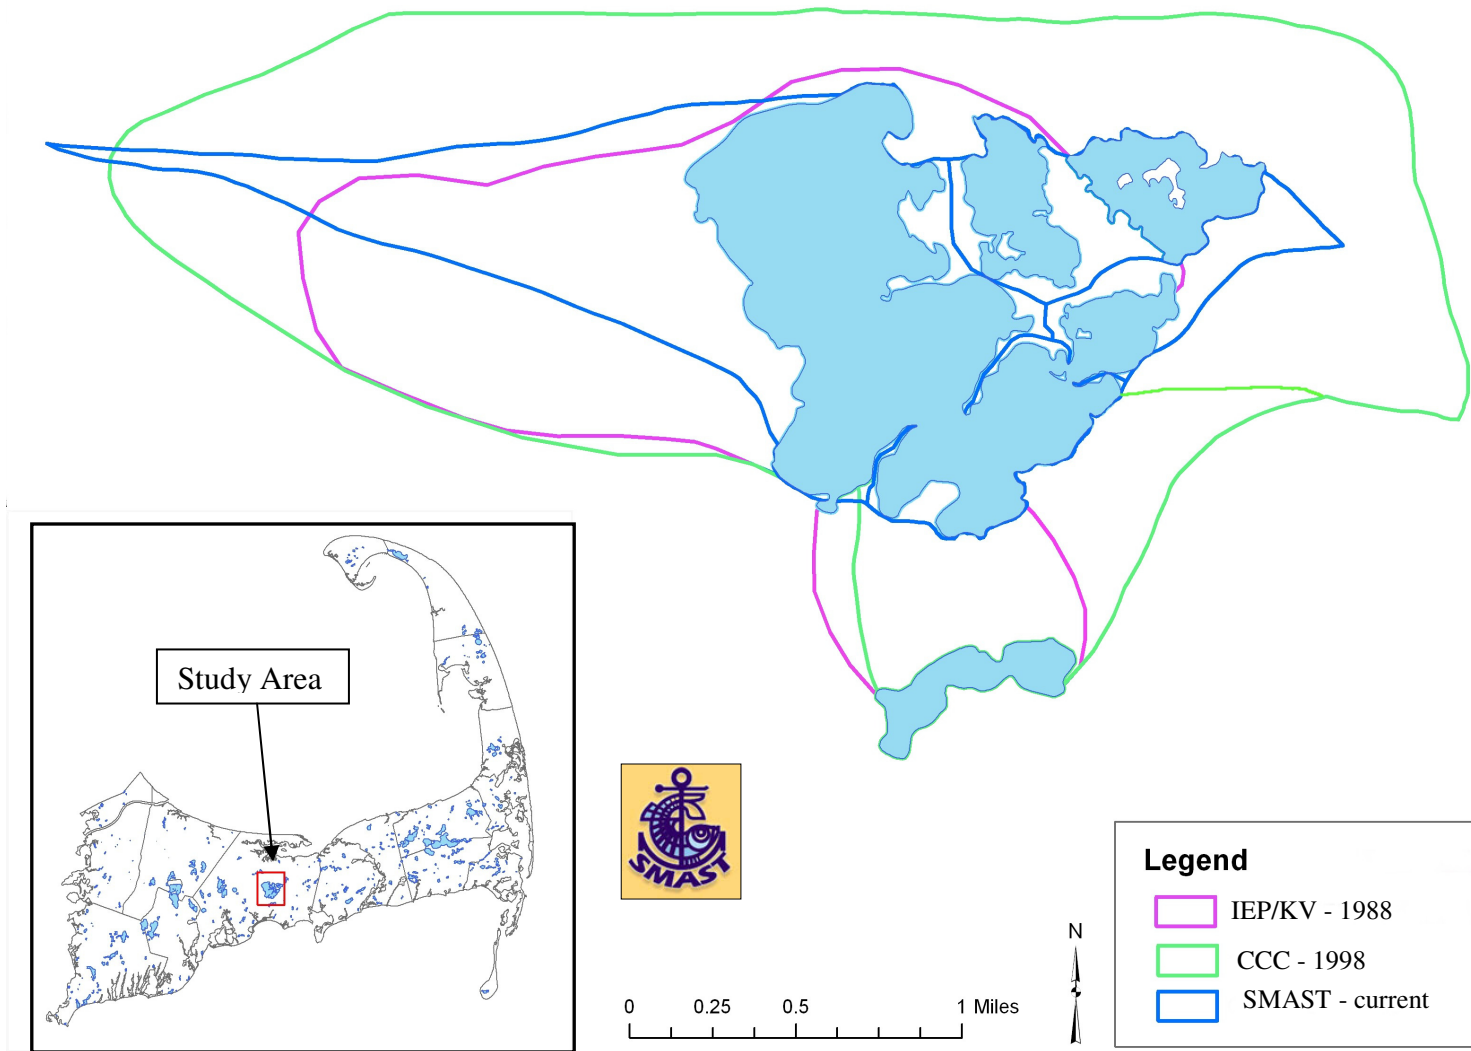 Study Area
SMAST
Legend
IEP/KV - 1988
CCC - 1998
SMAST - current
N
0 0.25 0.5 1 Miles